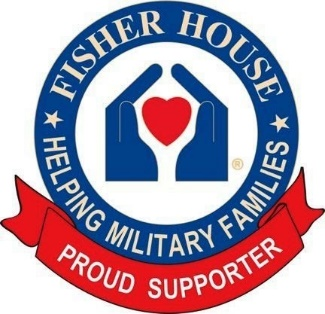 FISHER HOUSE
HELPING MILITARY FAMILIES
®
PROUD SUPPORTER